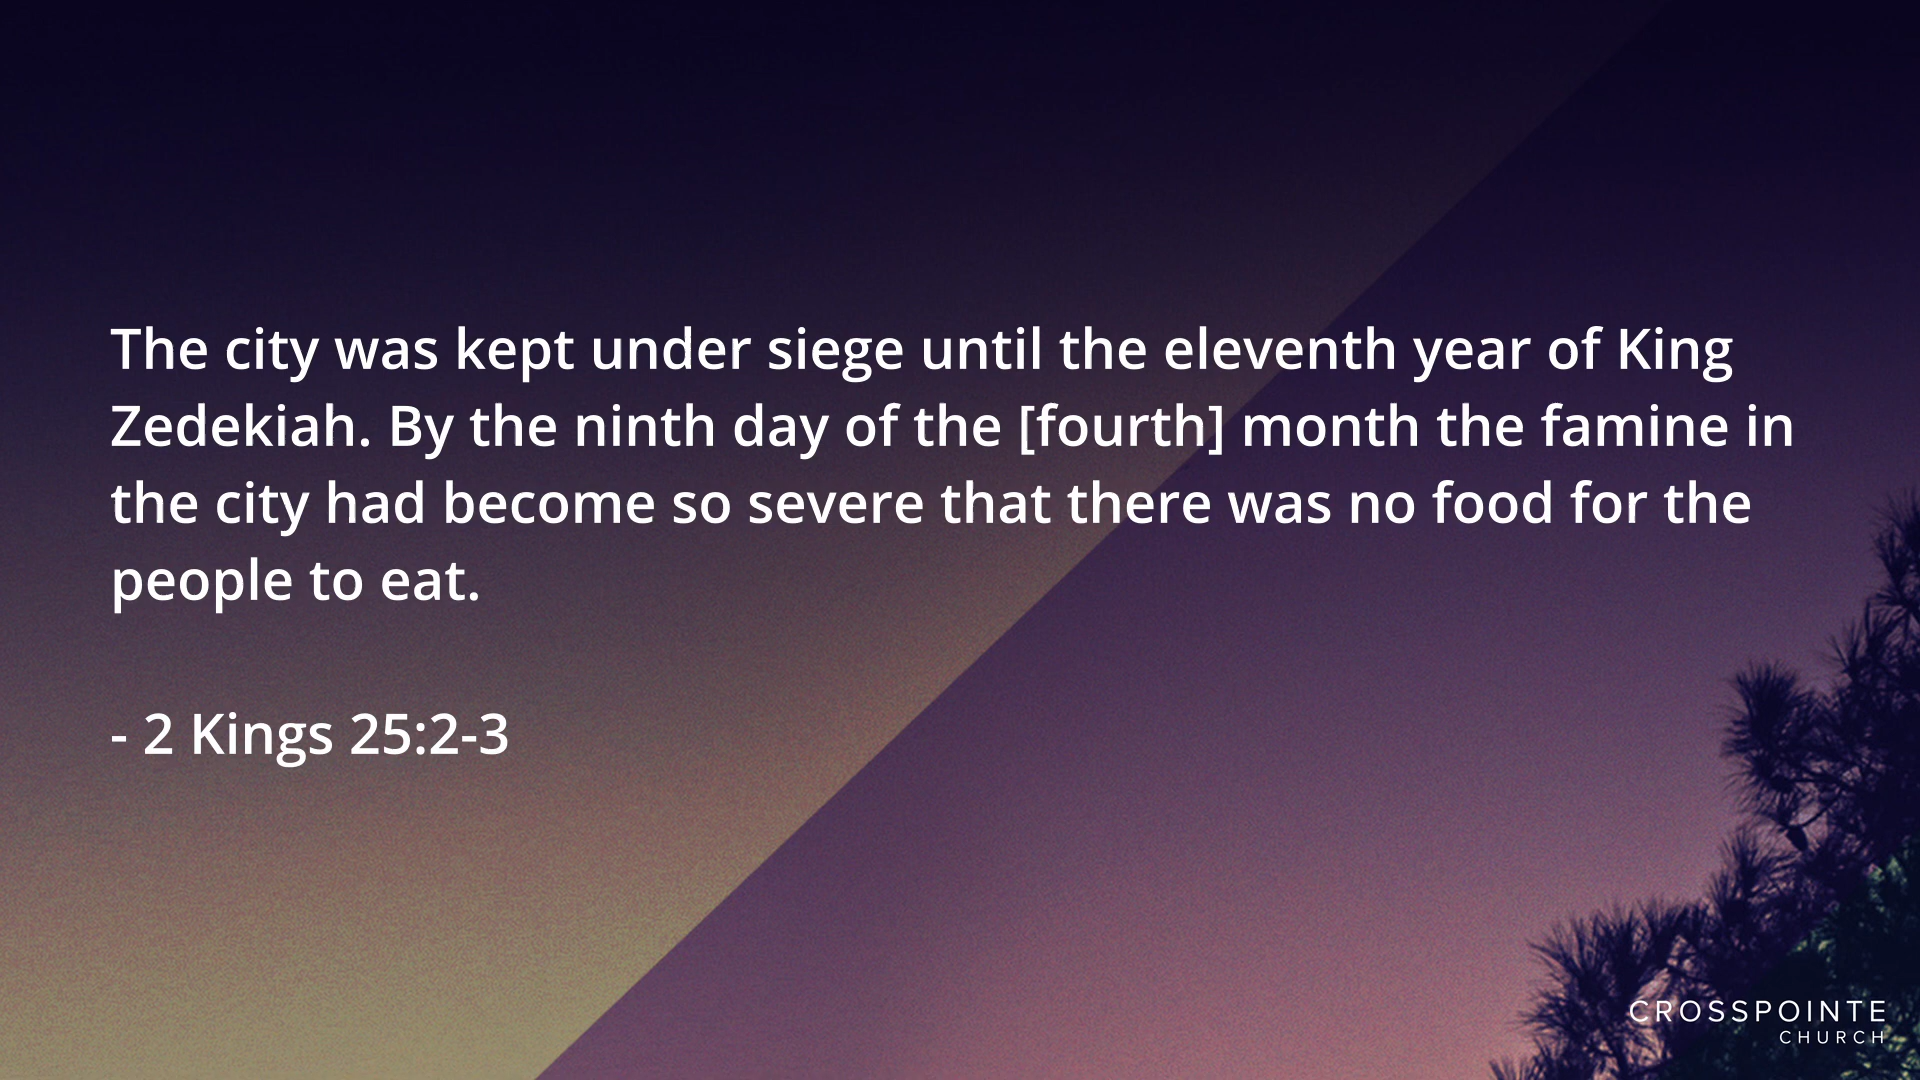 The city was kept under siege until the eleventh year of King
Zedekiah. By the ninth day of the [fourth] month the famine in
the city had become so severe that there was no food for the
people to eat.
- 2 Kings 25:2-3
CROSSPOINTE
CHURCH